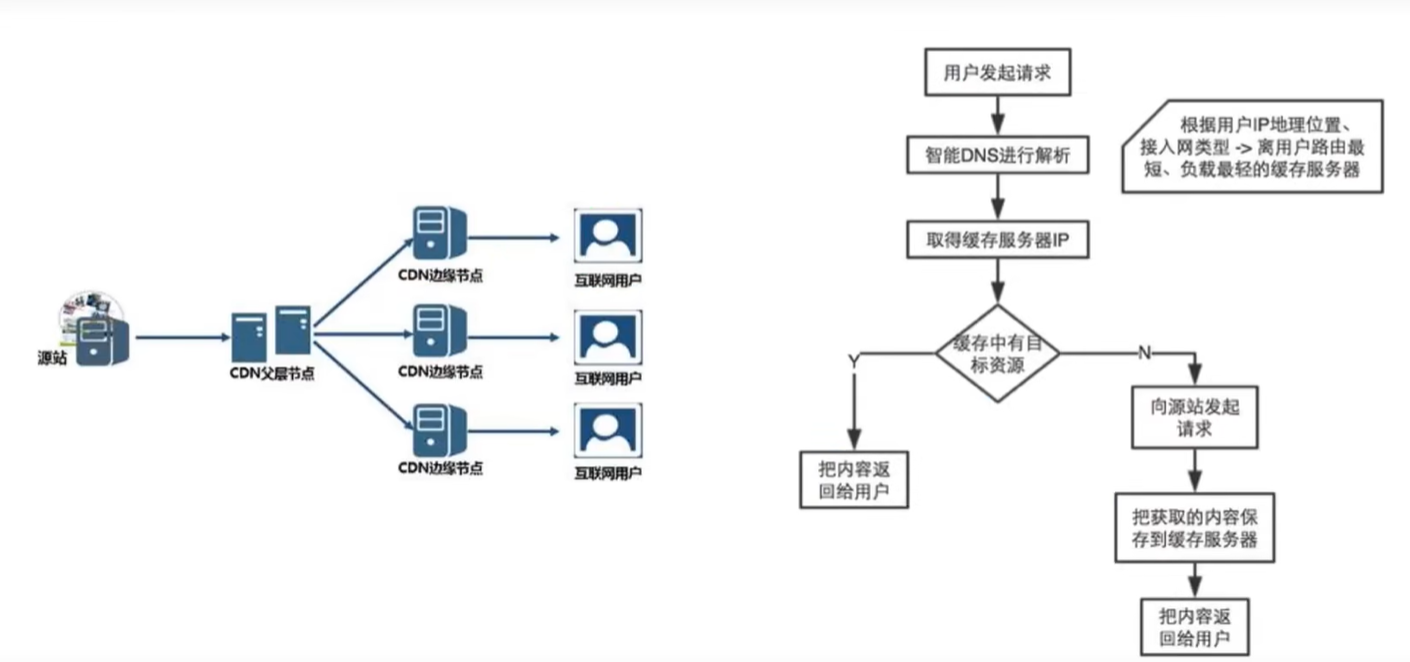 源站
CDN父层节点
CDN边缘节点
互联网用户
CDN边缘节点
互联网用户
CDN边缘节点
互联网用户
用户发起请求
智能DNS进行解析
根据用户IP地理位置、
接入网类型 -> 离用户路由最
短、负载最轻的缓存服务器
取得缓存服务器IP
缓存中有目
标资源
Y
N
把内容返
回给用户
向源站发起
请求
把获取的内容保
存到缓存服务器
把内容返
回给用户